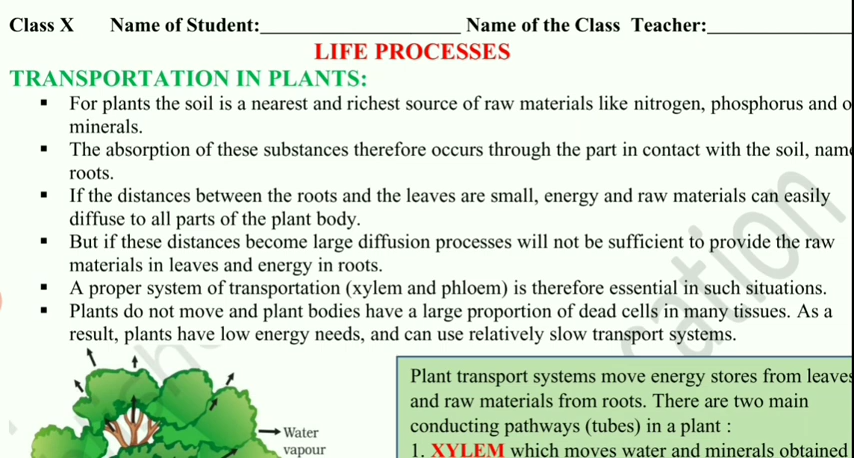 Class X Name of Student:____________________ Name of the Class Teacher:_______________
LIFE PROCESSES
TRANSPORTATION IN PLANTS:
▪ For plants the soil is a nearest and richest source of raw materials like nitrogen, phosphorus and
minerals.
▪ The absorption of these substances therefore occurs through the part in contact with the soil,
roots.
▪ If the distances between the roots and the leaves are small, energy and raw materials can easily
diffuse to all parts of the plant body.
▪ But if these distances become large diffusion processes will not be sufficient to provide the raw
materials in leaves and energy in roots.
▪ A proper system of transportation (xylem and phloem) is therefore essential in such situations.
▪ Plants do not move and plant bodies have a large proportion of dead cells in many tissues. As a
result, plants have low energy needs, and can use relatively slow transport systems.
Water
vapour
Plant transport systems move energy stores from leaves
and raw materials from roots. There are two main
conducting pathways (tubes) in a plant :
1. XYLEM which moves water and minerals obtained